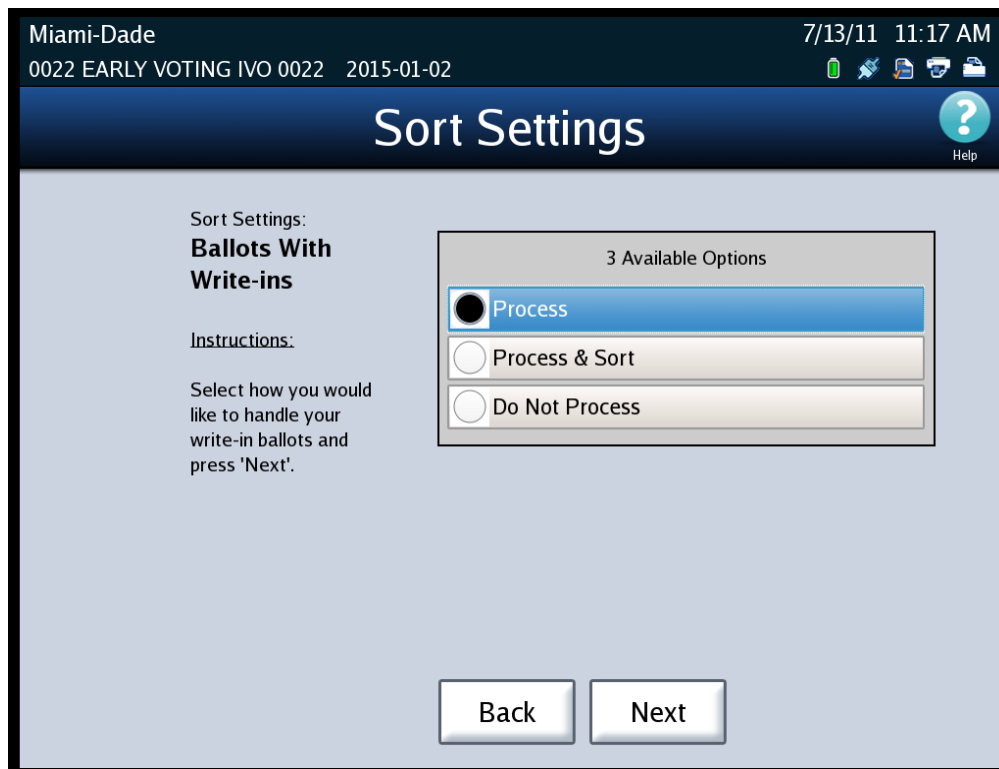 Miami-Dade
7/13/11 11:17 AM
0022 EARLY VOTING IVO 0022 2015-01-02
Sort Settings
?
Help
Sort Settings:
Ballots With
Write-ins
Instructions:
Select how you would
like to handle your
write-in ballots and
press 'Next'.
3 Available Options
Process
Process & Sort
Do Not Process
Back
Next